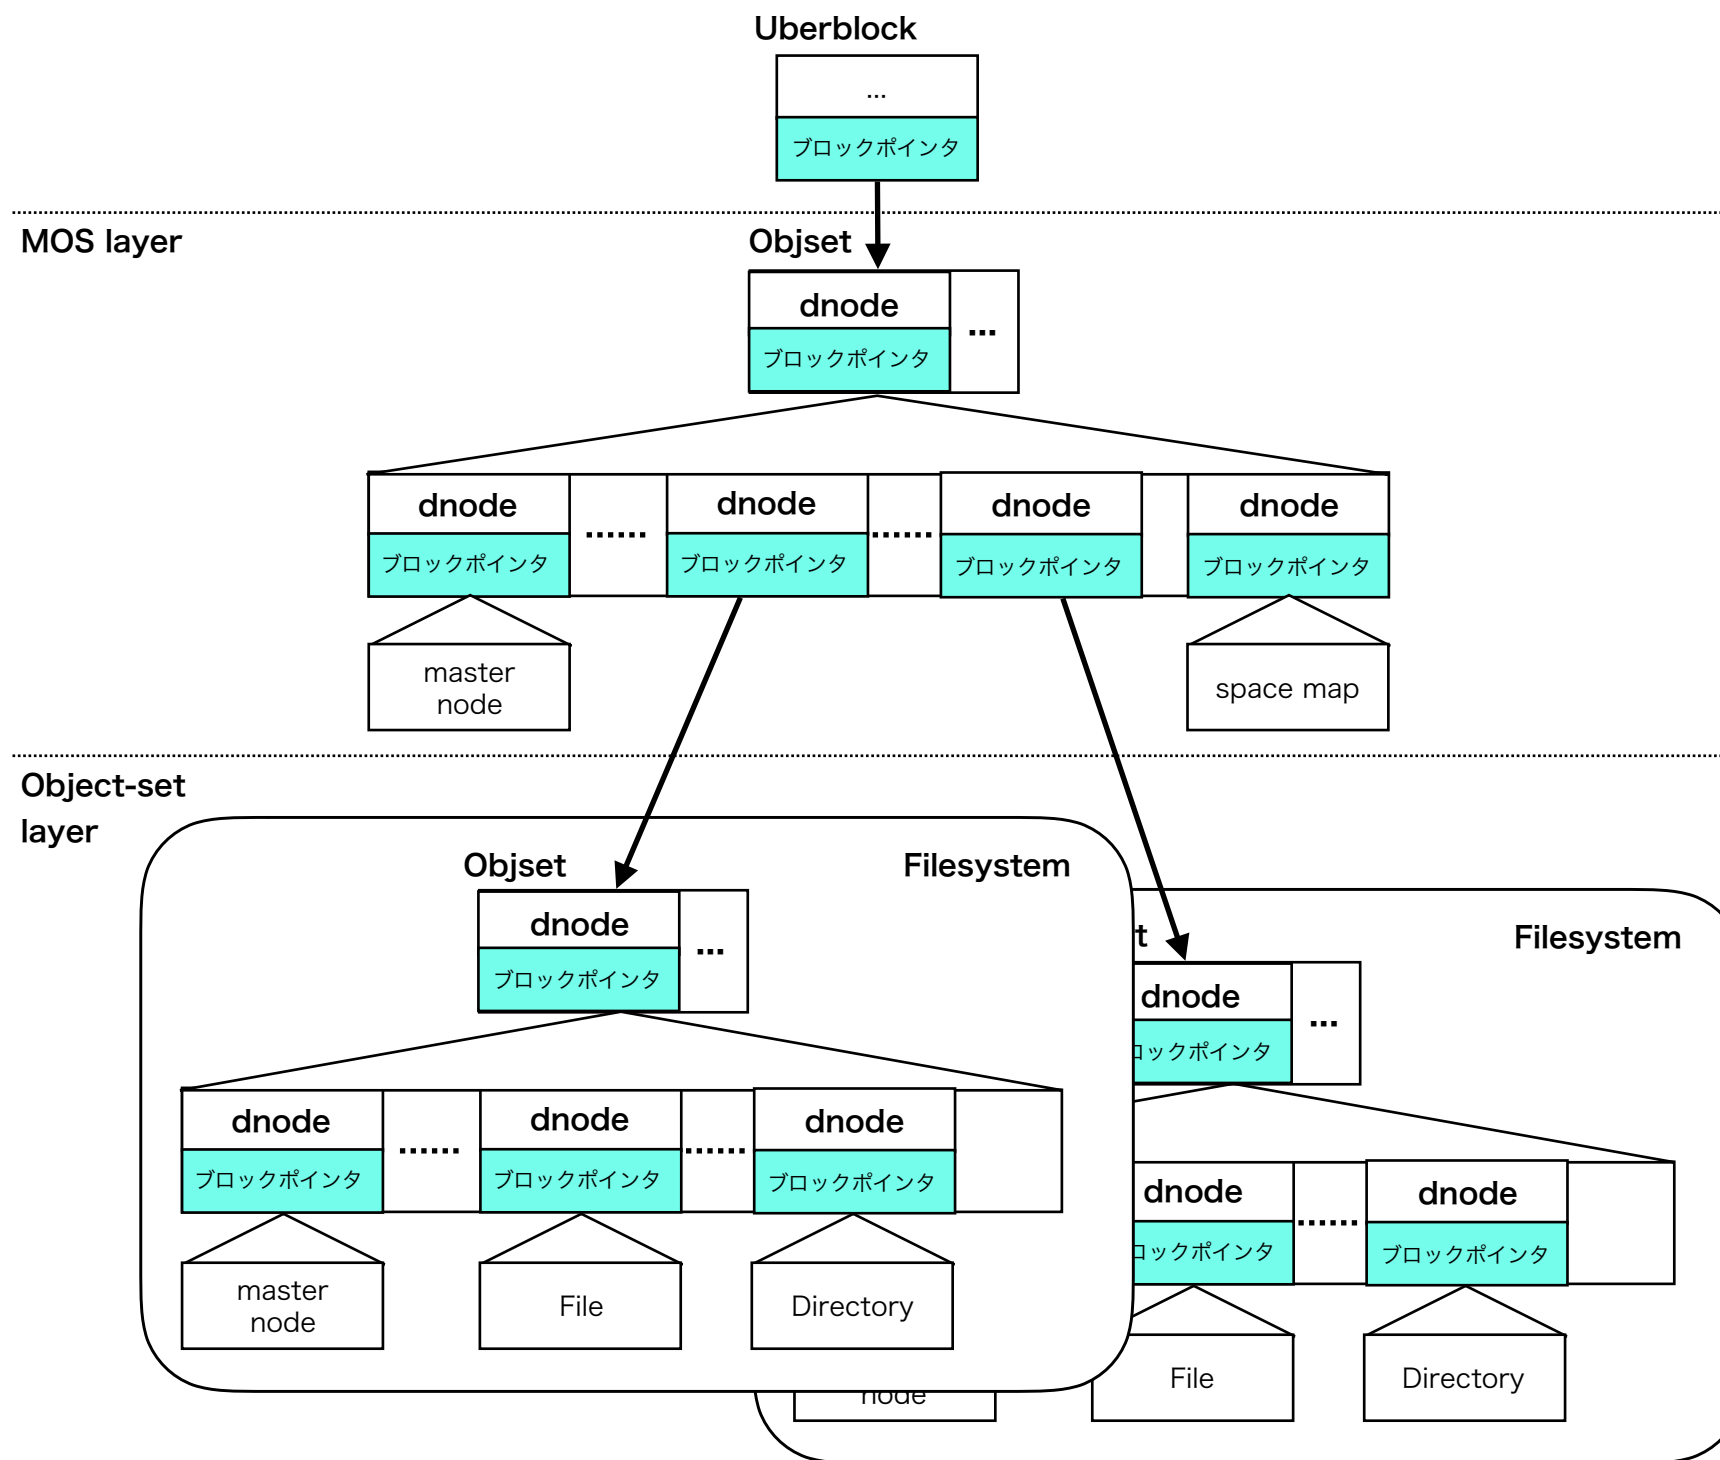 Uberblock
...
ブロックポインタ
MOS layer
Objset
dnode
...
ブロックポインタ
dnode
......
dnode
......
dnode
dnode
ブロックポインタ
ブロックポインタ
ブロックポインタ
ブロックポインタ
master
node
space map
Object-set
layer
Objset
Filesystem
dnode
...
ブロックポインタ
dnode
......
dnode
......
dnode
ブロックポインタ
ブロックポインタ
ブロックポインタ
master
node
File
Directory
t
Filesystem
dnode
...
ロックポインタ
dnode
......
dnode
ロックポインタ
ブロックポインタ
node
File
Directory